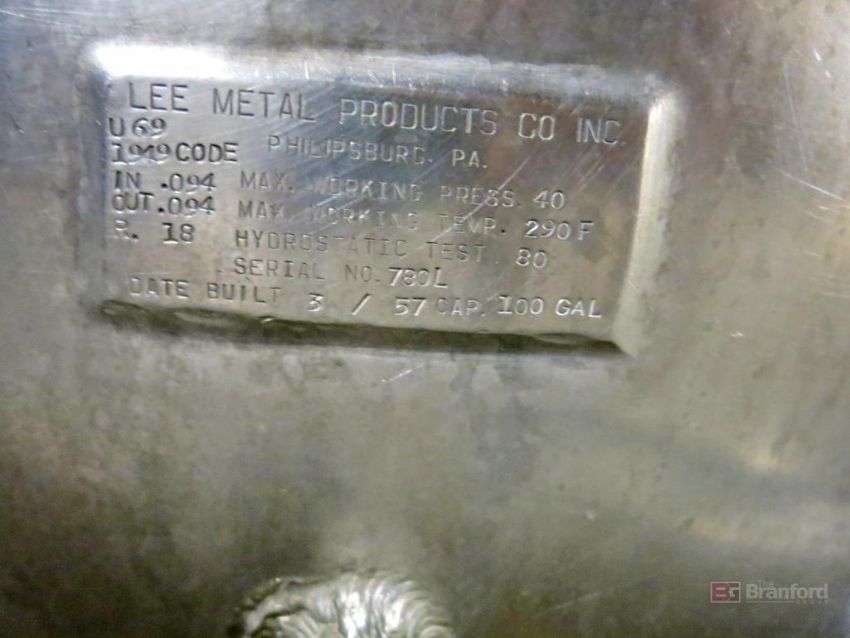 LEE METAL PRODUCTS CO INC.
U69
1949 CODE PHILIPSBURG. PA.
IN .094 MAX. WORKING PRESS. 40
OUT .094 MAX. WORKING TEMP. 290 F
R. 18 HYDROSTATIC TEST. 80
SERIAL NO. 780L
DATE BUILT 3 / 57 CAP. 100 GAL
BG The Branford GROUP